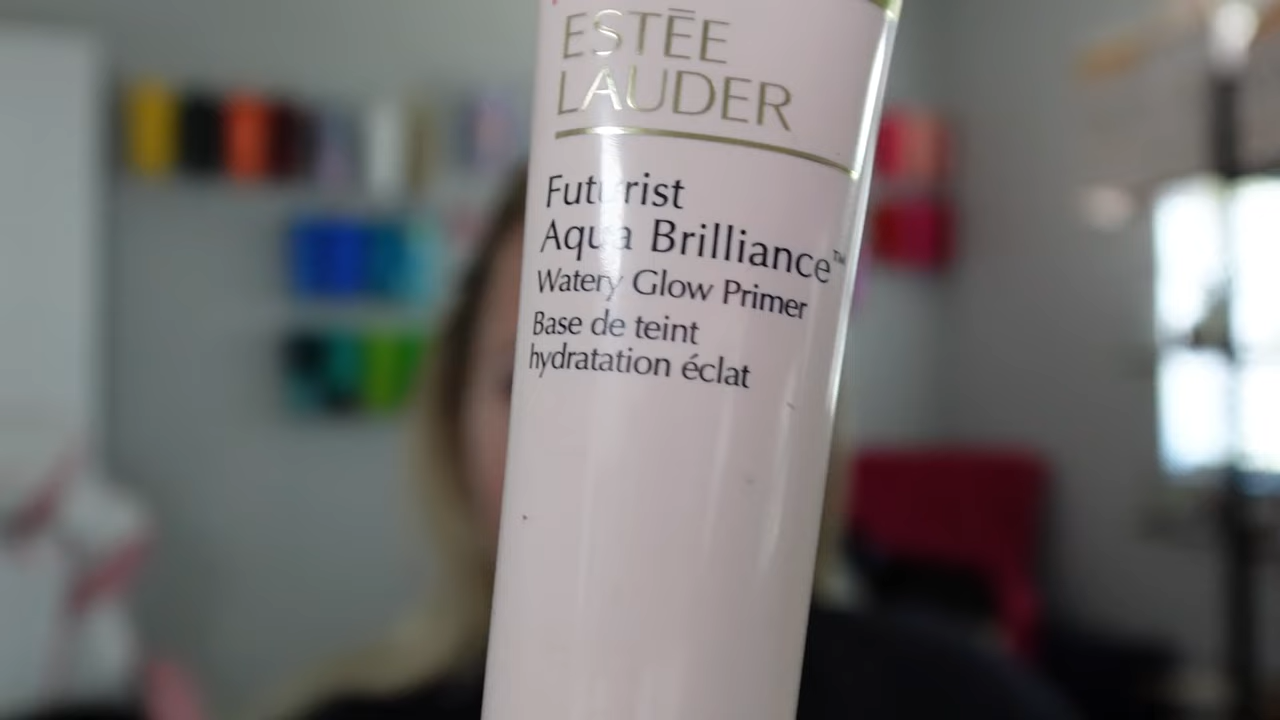 ESTĒE
LAUDER
Futurist
Aqua Brilliance™
Watery Glow Primer
Base de teint
hydratation éclat